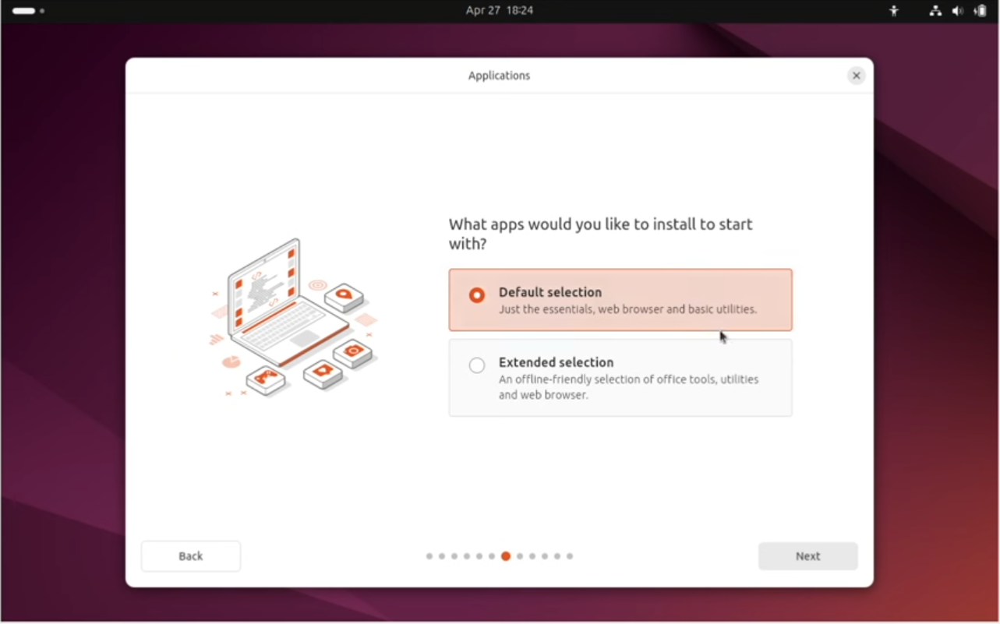 Apr 27 18:24
Applications
What apps would you like to install to start
with?
Default selection
Just the essentials, web browser and basic utilities.
Extended selection
An offline-friendly selection of office tools, utilities
and web browser.
Back
Next